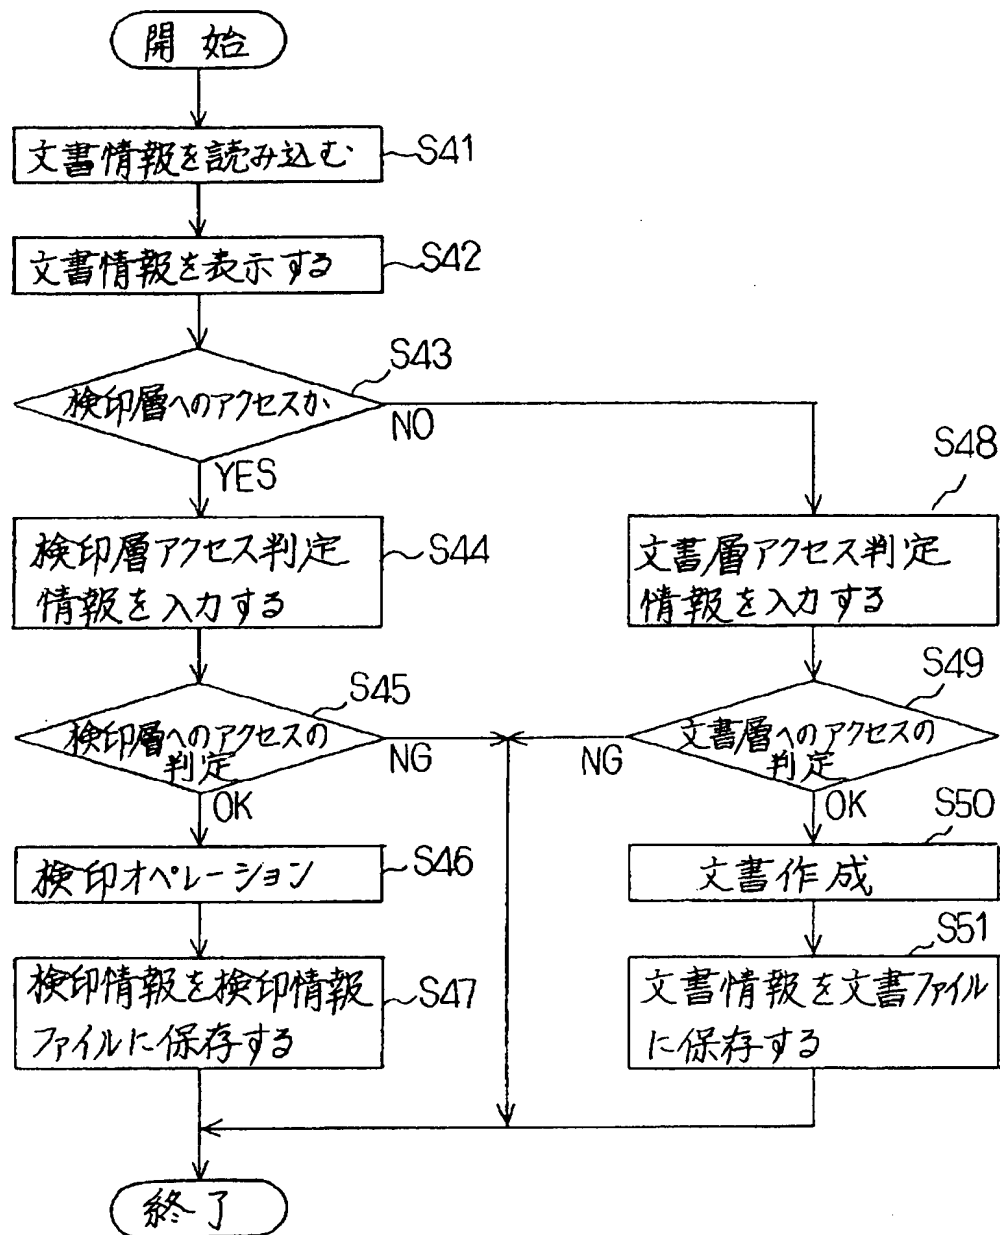 開始
文書情報を読み込む
S41
文書情報を表示する
S42
S43
検印層へのアクセスか
NO
YES
検印層アクセス判定
情報を入力する
S44
S48
文書層アクセス判定
情報を入力する
S45
検印層へのアクセスの
判定
NG
OK
S49
文書層へのアクセスの
判定
NG
OK
検印オペレーション
S46
S50
文書作成
検印情報を検印情報
ファイルに保存する
S47
S51
文書情報を文書ファイル
に保存する
終了